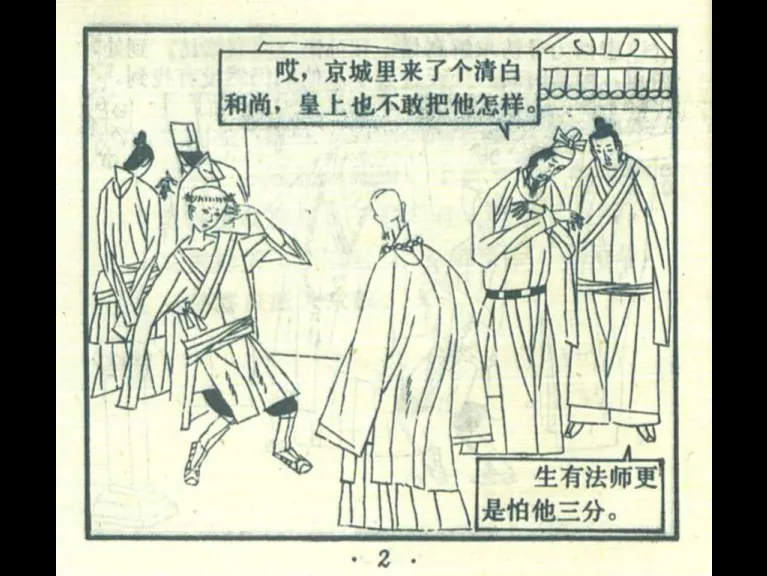 哎，京城里来了个清白
和尚，皇上也不敢把他怎样。
生有法师更
是怕他三分。
· 2 ·